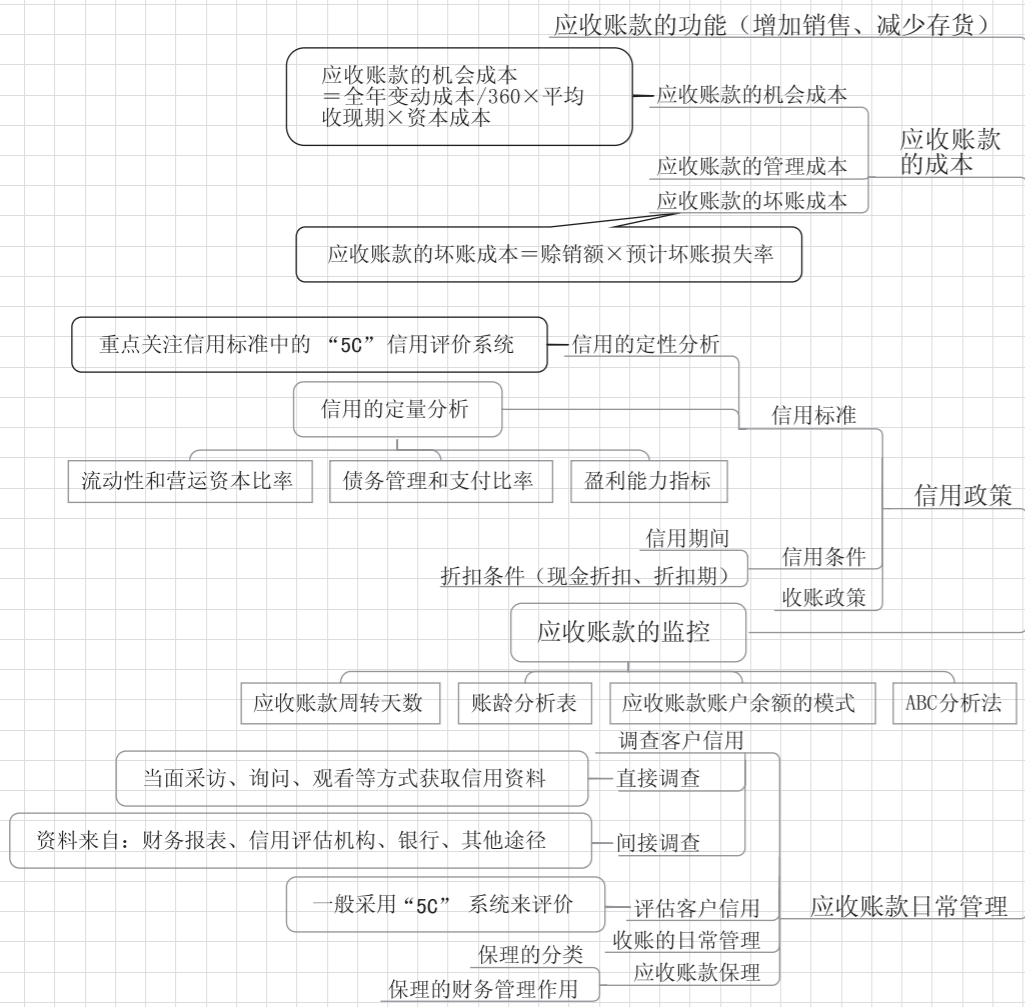 应收账款的功能（增加销售、减少存货）
应收账款的机会成本
＝全年变动成本/360×平均
收现期×资本成本
应收账款的机会成本
应收账款
的成本
应收账款的管理成本
应收账款的坏账成本
应收账款的坏账成本＝赊销额×预计坏账损失率
重点关注信用标准中的 “5C” 信用评价系统
信用的定性分析
信用的定量分析
信用标准
流动性和营运资本比率
债务管理和支付比率
盈利能力指标
信用政策
信用期间
信用条件
折扣条件（现金折扣、折扣期）
收账政策
应收账款的监控
应收账款周转天数
账龄分析表
应收账款账户余额的模式
ABC分析法
调查客户信用
当面采访、询问、观看等方式获取信用资料
直接调查
资料来自：财务报表、信用评估机构、银行、其他途径
间接调查
一般采用“5C” 系统来评价
评估客户信用
应收账款日常管理
收账的日常管理
保理的分类
应收账款保理
保理的财务管理作用